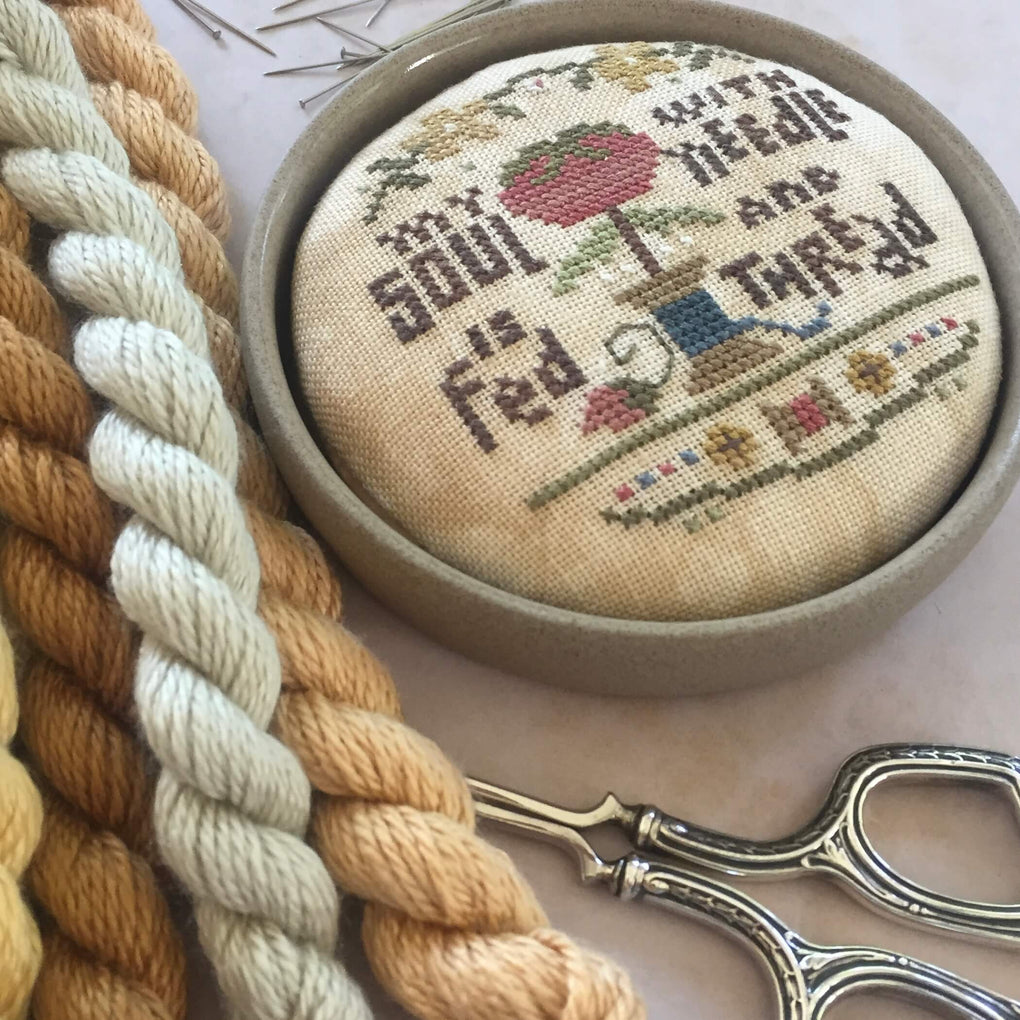 my
SOUL
is
Fed
WITH
NEEDLE
AND
THREAd